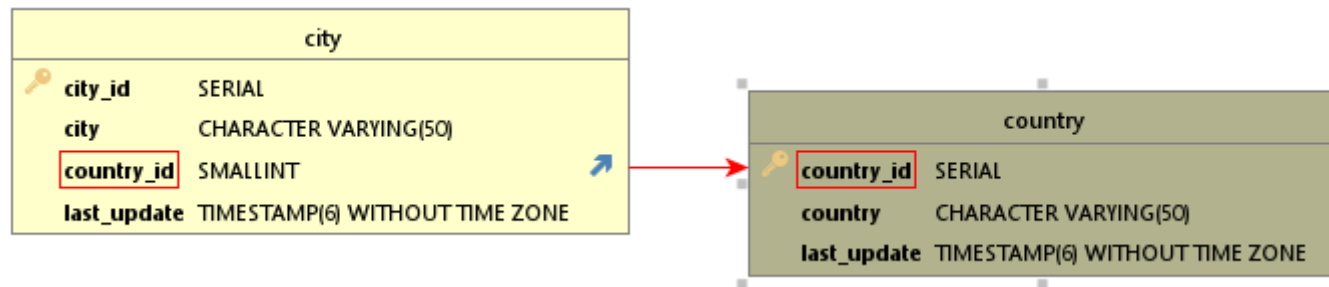 city
city_id SERIAL
city CHARACTER VARYING(50)
country_id SMALLINT
last_update TIMESTAMP(6) WITHOUT TIME ZONE
country
country_id SERIAL
country CHARACTER VARYING(50)
last_update TIMESTAMP(6) WITHOUT TIME ZONE